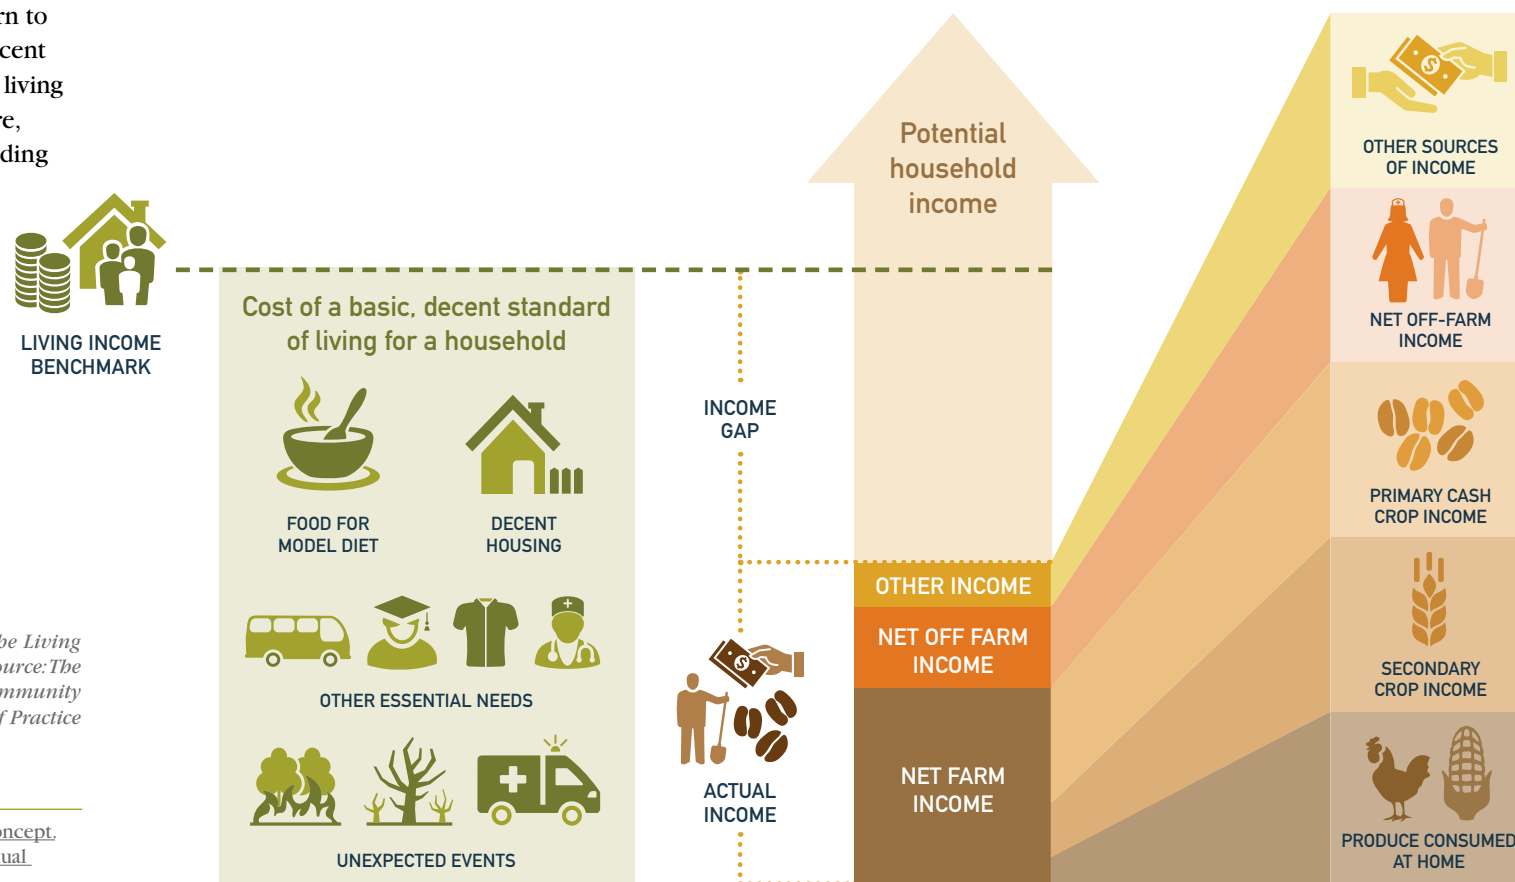 rn to
cent
living
re,
ding
LIVING INCOME
BENCHMARK
Cost of a basic, decent standard
of living for a household
FOOD FOR
MODEL DIET
DECENT
HOUSING
OTHER ESSENTIAL NEEDS
UNEXPECTED EVENTS
INCOME
GAP
ACTUAL
INCOME
Potential
household
income
OTHER INCOME
NET OFF FARM
INCOME
NET FARM
INCOME
OTHER SOURCES
OF INCOME
NET OFF-FARM
INCOME
PRIMARY CASH
CROP INCOME
SECONDARY
CROP INCOME
PRODUCE CONSUMED
AT HOME
be Living
ource: The
mmunity
f Practice
oncept.
ual